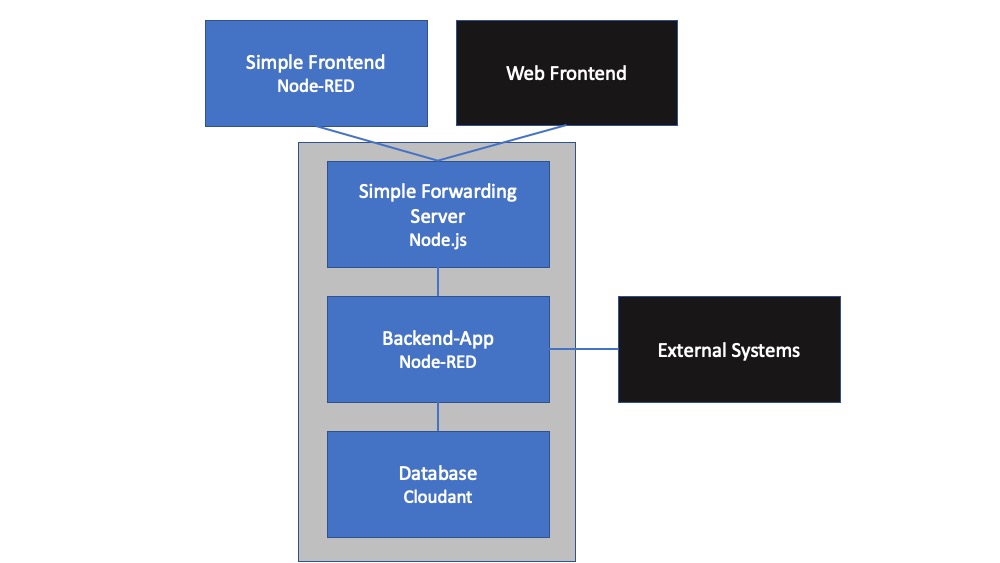 Simple Frontend
Node-RED
Web Frontend
Simple Forwarding
Server
Node.js
Backend-App
Node-RED
External Systems
Database
Cloudant